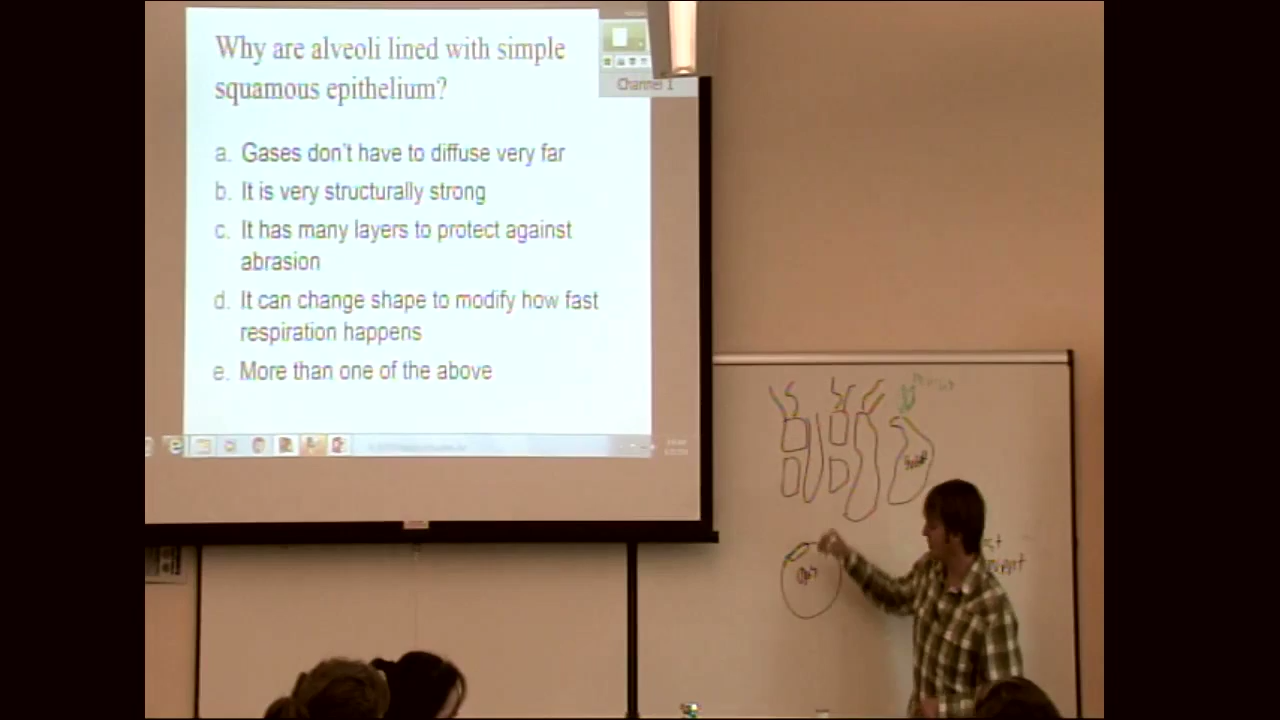 Why are alveoli lined with simple
squamous epithelium?
Channel 1
a. Gases don't have to diffuse very far
b. It is very structurally strong
c. It has many layers to protect against
abrasion
d. It can change shape to modify how fast
respiration happens
e. More than one of the above